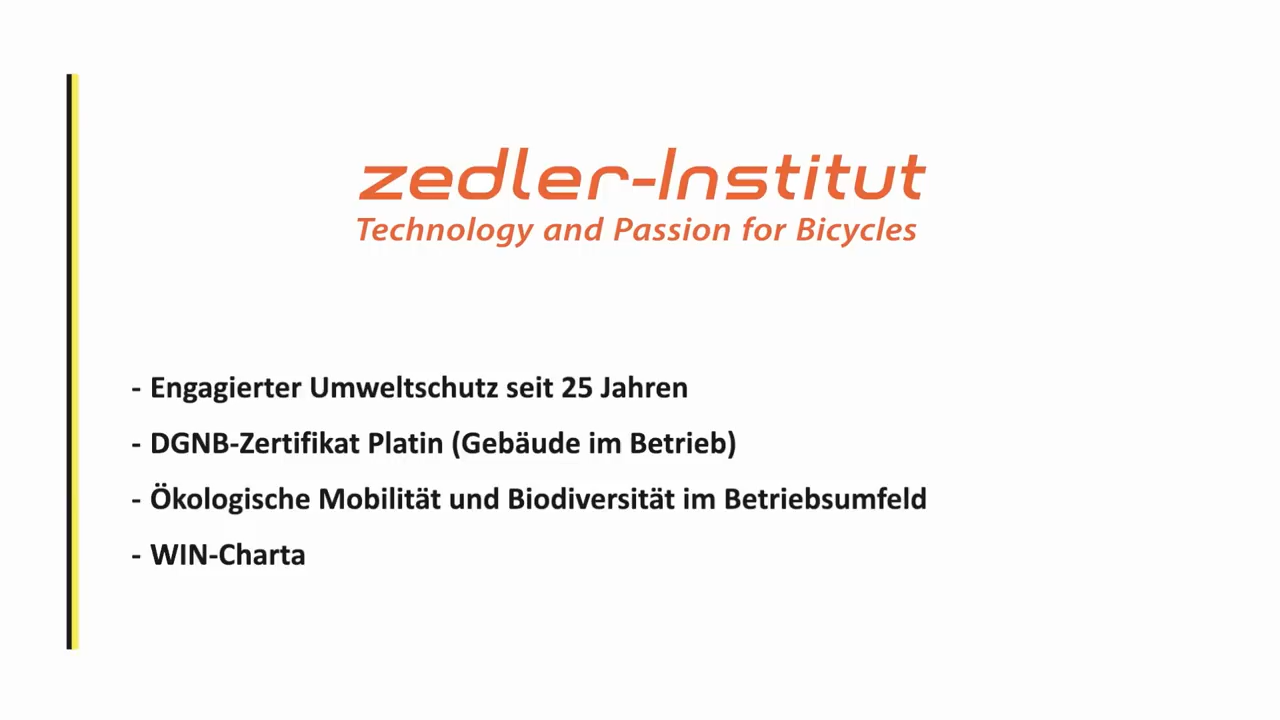 zedler-Institut
Technology and Passion for Bicycles
- Engagierter Umweltschutz seit 25 Jahren
- DGNB-Zertifikat Platin (Gebäude im Betrieb)
- Ökologische Mobilität und Biodiversität im Betriebsumfeld
- WIN-Charta